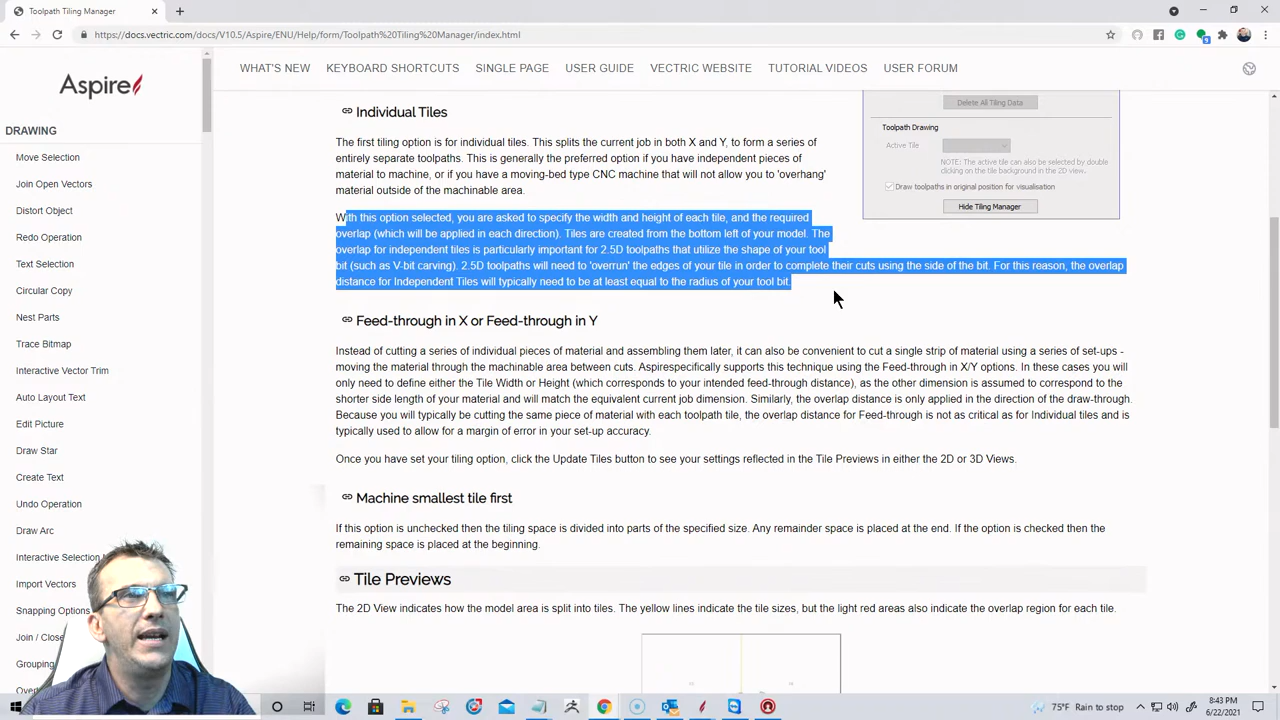 Toolpath Tiling Manager
https://docs.vectric.com/docs/V10.5/Aspire/ENU/Help/form/Toolpath%20Tiling%20Manager/index.html
Aspire
WHAT'S NEW KEYBOARD SHORTCUTS SINGLE PAGE USER GUIDE VECTRIC WEBSITE TUTORIAL VIDEOS USER FORUM
DRAWING
Move Selection
Join Open Vectors
Distort Object
Redo Operation
Text Selection
Circular Copy
Nest Parts
Trace Bitmap
Interactive Vector Trim
Auto Layout Text
Edit Picture
Draw Star
Create Text
Undo Operation
Draw Arc
Interactive Selection
Import Vectors
Snapping Options
Join / Close
Grouping
Individual Tiles
The first tiling option is for individual tiles. This splits the current job in both X and Y, to form a series of
entirely separate toolpaths. This is generally the preferred option if you have independent pieces of
material to machine, or if you have a moving-bed type CNC machine that will not allow you to 'overhang'
material outside of the machinable area.
With this option selected, you are asked to specify the width and height of each tile, and the required
overlap (which will be applied in each direction). Tiles are created from the bottom left of your model. The
overlap for independent tiles is particularly important for 2.5D toolpaths that utilize the shape of your tool
bit (such as V-bit carving). 2.5D toolpaths will need to 'overrun' the edges of your tile in order to complete their cuts using the side of the bit. For this reason, the overlap
distance for Independent Tiles will typically need to be at least equal to the radius of your tool bit.
Delete All Tiling Data
Toolpath Drawing
Active Tile
NOTE: The active tile can also be selected by double
clicking on the tile background in the 2D view.
Draw toolpaths in original position for visualisation
Hide Tiling Manager
Feed-through in X or Feed-through in Y
Instead of cutting a series of individual pieces of material and assembling them later, it can also be convenient to cut a single strip of material using a series of set-ups -
moving the material through the machinable area between cuts. Aspirespecifically supports this technique using the Feed-through in X/Y options. In these cases you will
only need to define either the Tile Width or Height (which corresponds to your intended feed-through distance), as the other dimension is assumed to correspond to the
shorter side length of your material and will match the equivalent current job dimension. Similarly, the overlap distance is only applied in the direction of the draw-through.
Because you will typically be cutting the same piece of material with each toolpath tile, the overlap distance for Feed-through is not as critical as for Individual tiles and is
typically used to allow for a margin of error in your set-up accuracy.
Once you have set your tiling option, click the Update Tiles button to see your settings reflected in the Tile Previews in either the 2D or 3D Views.
Machine smallest tile first
If this option is unchecked then the tiling space is divided into parts of the specified size. Any remainder space is placed at the end. If the option is checked then the
remaining space is placed at the beginning.
Tile Previews
The 2D View indicates how the model area is split into tiles. The yellow lines indicate the tile sizes, but the light red areas also indicate the overlap region for each tile.
75°F Rain to stop
8:43 PM
6/22/2021